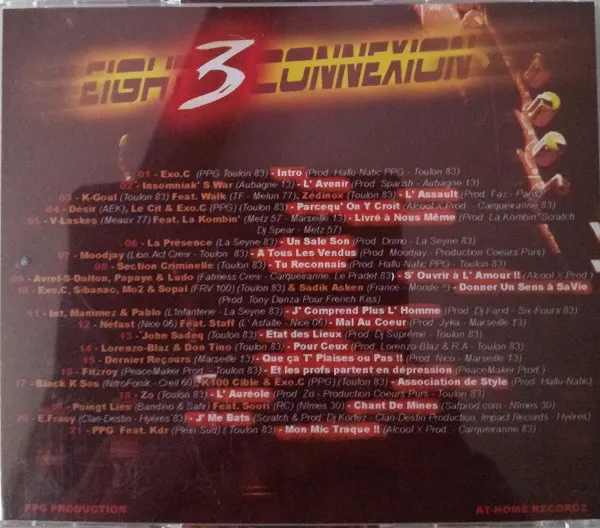 EIGH 3 CONNEXION
01 - Exo.C (PPG Toulon 83) - Intro (Prod. Hallu-Natic PPG - Toulon 83)
02 - Insomniak' S War (Aubagne 13) - L' Avenir (Prod. Spanish - Aubagne 13)
03 - K-Goal (Toulon 83) Feat. Walk (TF - Melun 77), Zédinox (Toulon 83) - L' Assault (Prod. Faz - Paris)
04 - Désir (AEK), Le Cit & Exo.C (PPG) (Toulon 83) - Parcequ' On Y Croit (Alcool X Prod. - Carqueiranne 83)
05 - V-Laskes (Meaux 77) Feat. La Kombin' (Metz 57 - Marseille 13) - Livré à Nous Même (Prod. La Kombin' Scratch
Dj Spear - Metz 57)
06 - La Présence (La Seyne 83) - Un Sale Son (Prod. Drimo - La Seyne 83)
07 - Moodjay (Lion Act Crew - Toulon 83) - A Tous Les Vendus (Prod. Moodjay - Production Coeurs Purs)
08 - Section Criminelle (Toulon 83) - Tu Reconnais (Prod. Hallu-Natic PPG - Toulon 83)
09 - Avrel-S-Dalton, Papaye & Lado (Fatness Crew - Carqueiranne, Le Pradet 83) - S' Ouvrir à L' Amour !! (Alcool X Prod.)
10 - Exo.C, Sibanac, Mo2 & Sopal (FRV 100) (Toulon 83) & Sadik Asken (France - Monde !!) - Donner Un Sens à Sa Vie
(Prod. Tony Danza Pour French Kiss)
11 - Int, Manimez & Pablo (L'Infanterie - La Seyne 83) - J' Comprend Plus L' Homme (Prod. Dj Farid - Six Fours 83)
12 - Néfast (Nice 06) Feat. Staff (L' Asfalte - Nice 06) - Mal Au Coeur (Prod. Jyka - Marseille 13)
13 - John Sadeq (Toulon 83) - Etat des Lieux (Prod. Dj Suprême - Toulon 83)
14 - Lorenzo-Blaz & Don Tino (Toulon 83) - Pour Ceux (Prod. Lorenzo-Blaz & R.A - Toulon 83)
15 - Dernier Reçours (Marseille 13) - Que ça T' Plaises ou Pas !! (Prod. Nico - Marseille 13)
16 - Fitzroy (PeaceMaker Prod. - Toulon 83) - Et les profs partent en dépression (PeaceMaker Prod.)
17 - Black K Sos (NitroFonik - Creil 60), K100 Cible & Exo.C (PPG) (Toulon 83) - Association de Style (Prod. Hallu-Natic)
18 - Zo (Toulon 83) - L' Auréole (Prod. Zo - Production Coeurs Purs - Toulon 83)
Poingt Liés (Bandino & Safir) Feat. Soori (RC) (Nîmes 30) - Chant De Mines (Satprod.com - Nîmes 30)
20 - E.Frasy (Clan-Destin - Hyères 83) - J' Me Bats (Scratch & Prod. Dj Kortez - Clan-Destin Production, Impact Records - Hyères)
21 - PPG Feat. Kdr (Plein Sud) (Toulon 83) - Mon Mic Traque !! (Alcool X Prod. - Carqueiranne 83)
PPG PRODUCTION
AT-HOME RECORDZ